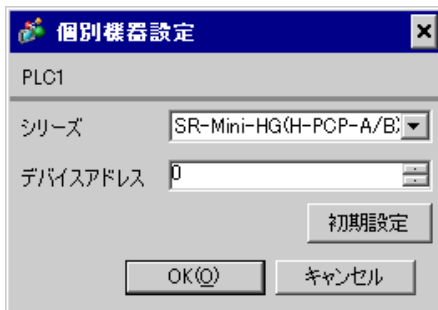 個別機器設定
PLC1
シリーズ SR-Mini-HG(H-PCP-A/B)
デバイスアドレス 0
初期設定
OK(O) キャンセル